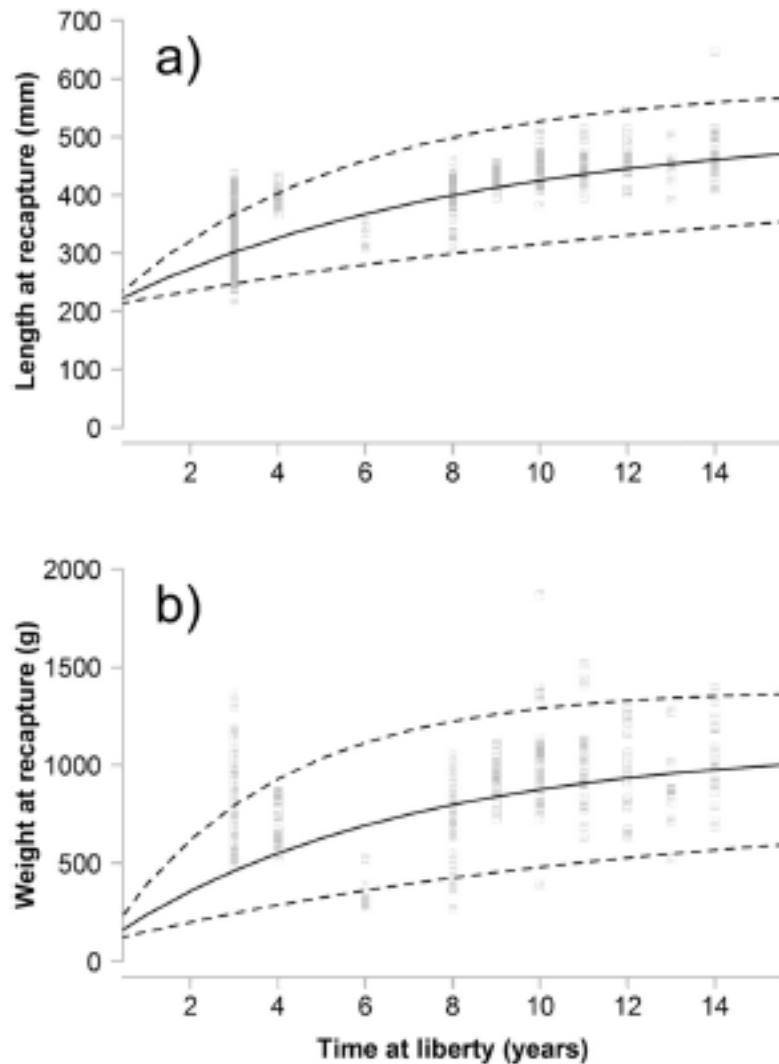 a)
Length at recapture (mm)
700
600
500
400
300
200
100
0
2 4 6 8 10 12 14
b)
Weight at recapture (g)
2000
1500
1000
500
0
2 4 6 8 10 12 14
Time at liberty (years)